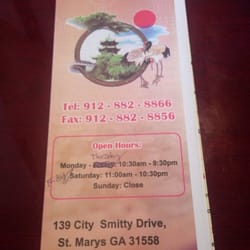 Tel: 912 - 882 - 8866
Fax: 912 - 882 - 8856
Open Hours:
Thursday
Monday - 10:30am - 9:30pm
Saturday: 11:00am - 10:30pm
Sunday: Close
139 City Smitty Drive,
St. Marys GA 31558